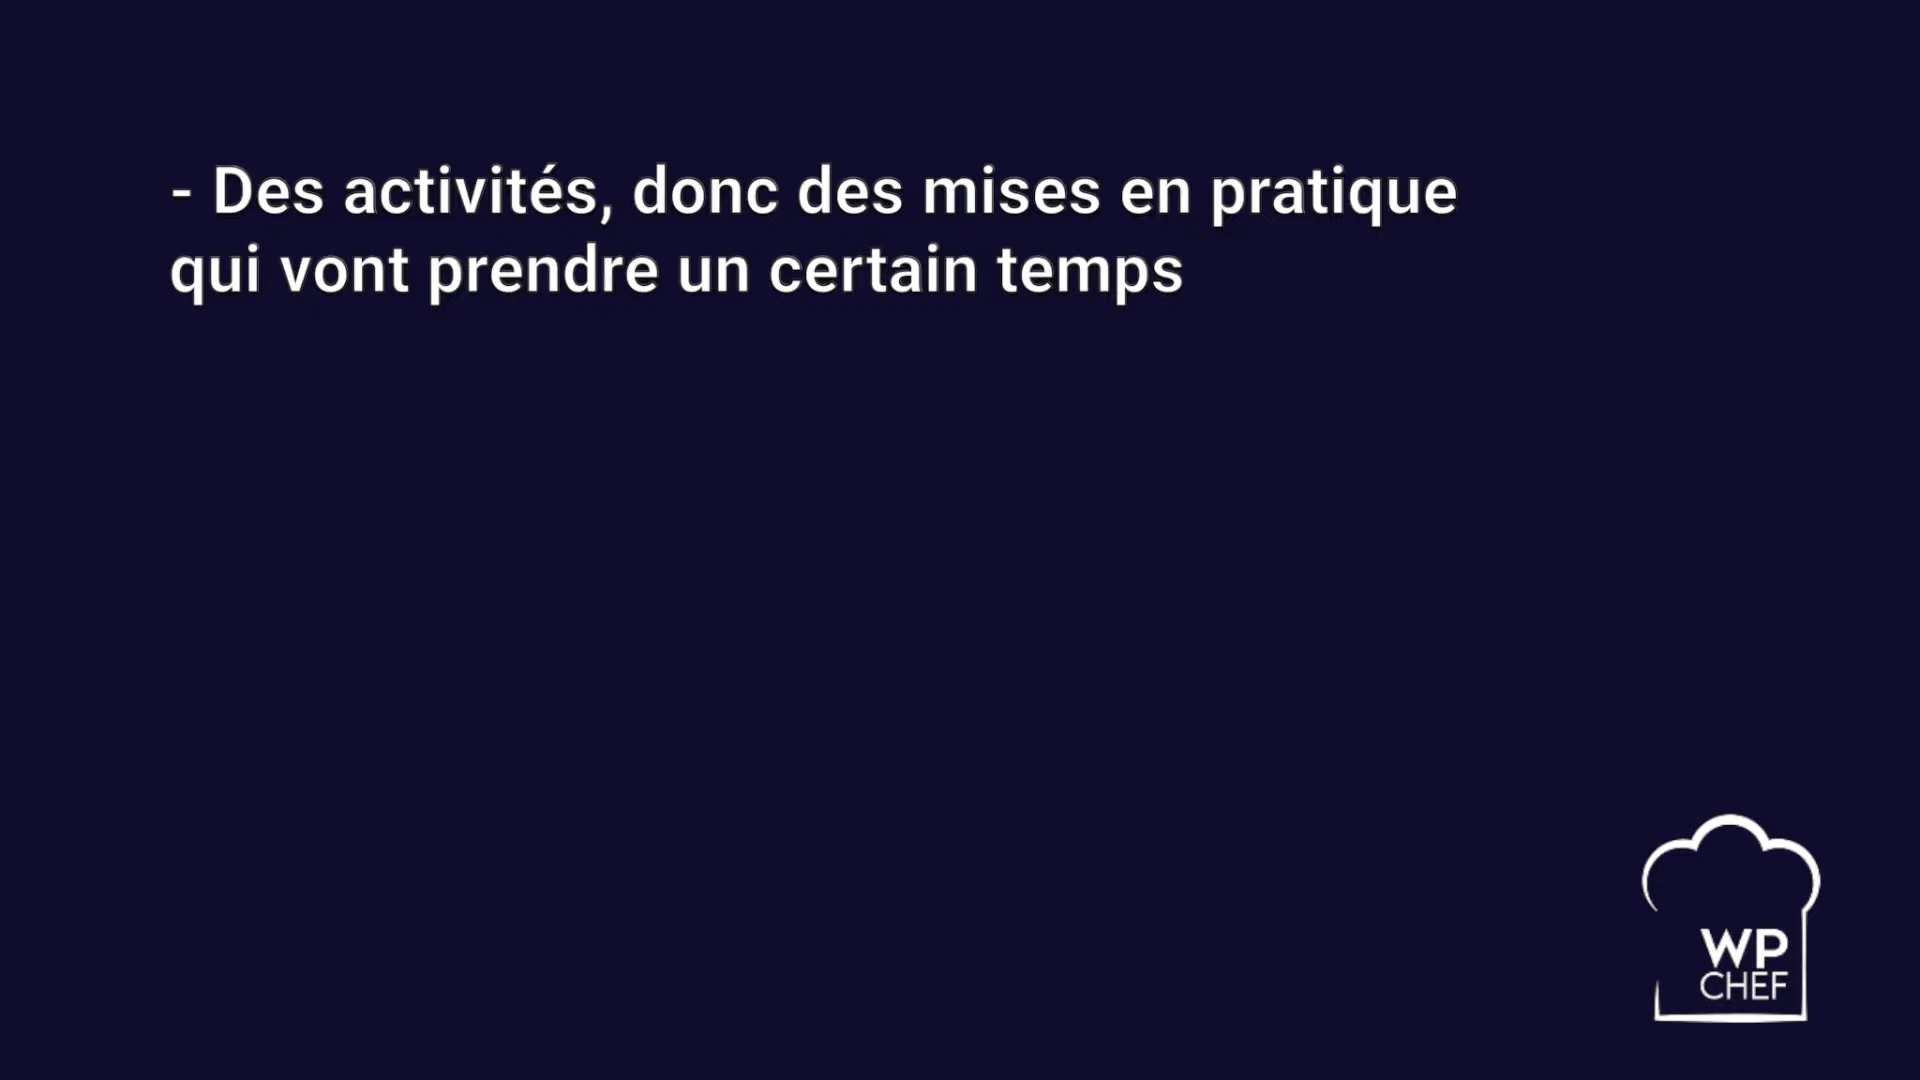 - Des activités, donc des mises en pratique
qui vont prendre un certain temps
WP
CHEF